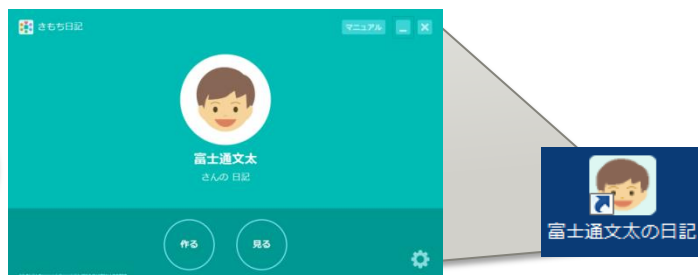 きもち日記
マニュアル
富士通文太
さんの 日記
作る
見る
富士通文太の日記